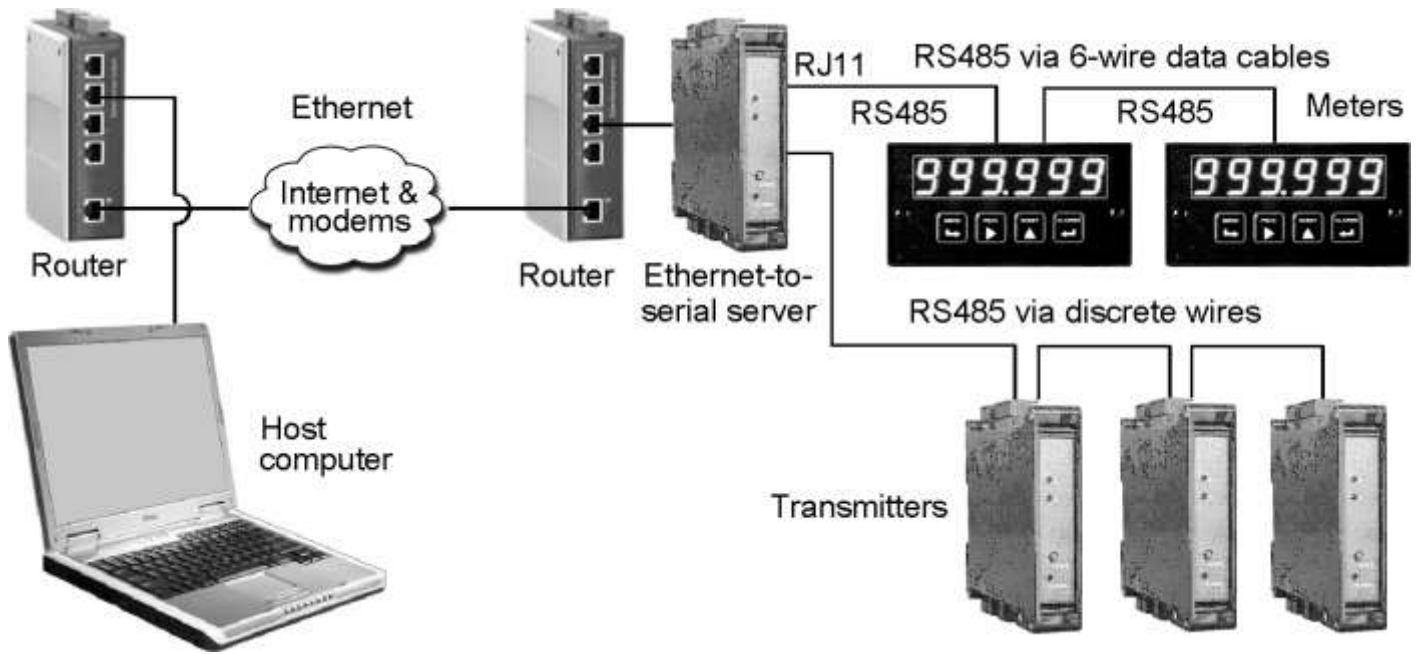 RJ11
RS485 via 6-wire data cables
RS485
RS485
Meters
Ethernet
Internet &
modems
999.999
999.999
Router
Router
Ethernet-to-
serial server
RS485 via discrete wires
Host
computer
Transmitters